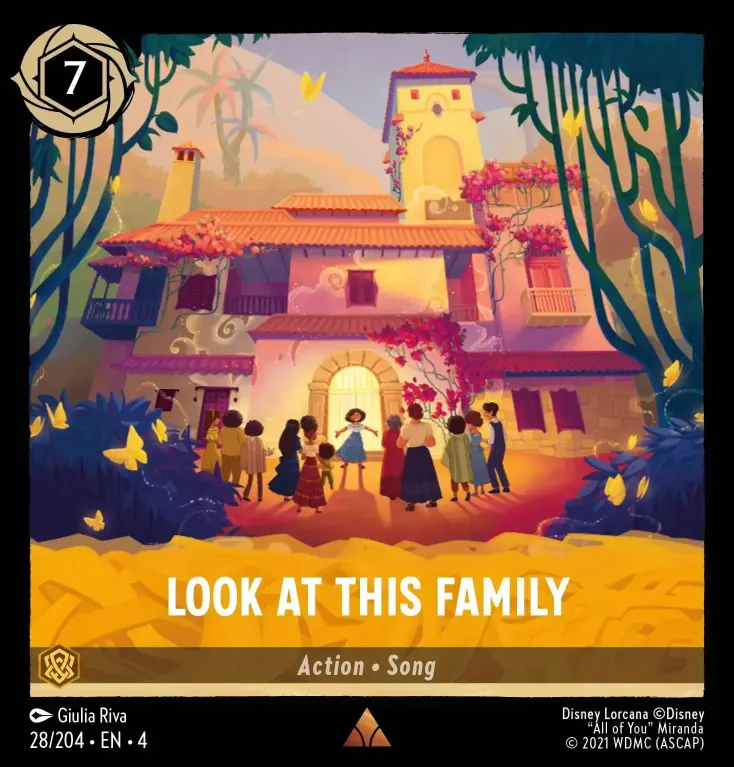 7
LOOK AT THIS FAMILY
Action • Song
Giulia Riva
28/204 • EN • 4
Disney Lorcana ©Disney
“All of You” Miranda
© 2021 WDMC (ASCAP)